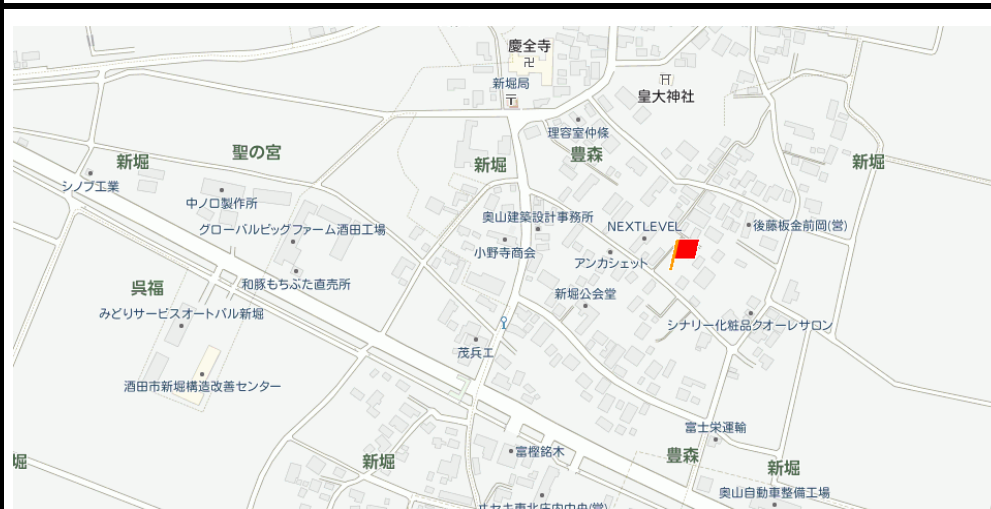 慶全寺
新堀局
皇大神社
理容室仲條
聖の宮
新堀
新堀
豊森
新堀
シノブ工業
中ノ口製作所
奥山建築設計事務所
グローバルピッグファーム酒田工場
NEXTLEVEL
後藤板金前岡(営)
小野寺商会
アンカシェット
和豚もちぶた直売所
呉福
新堀公会堂
みどりサービスオートパル新堀
シナリー化粧品クオーレサロン
茂兵工
酒田市新堀構造改善センター
富士栄運輸
富樫銘木
豊森
堀
新堀
新堀
奥山自動車整備工場